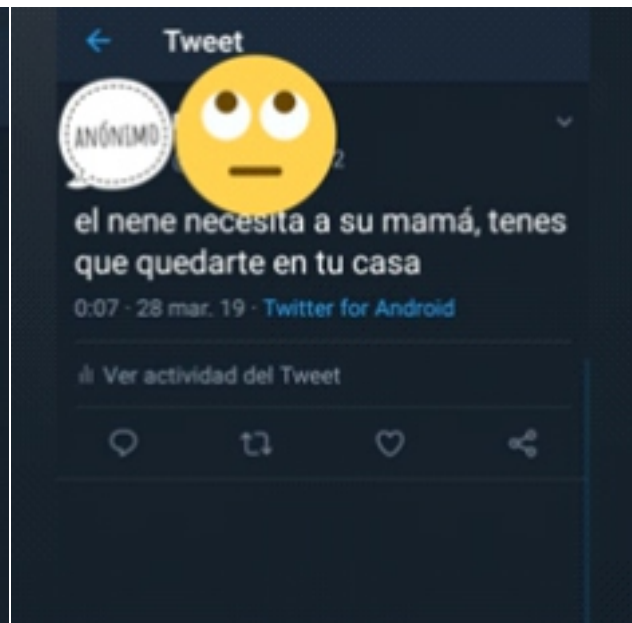 Tweet
ANÓNIMO
2
el nene necesita a su mamá, tenes
que quedarte en tu casa
0:07 · 28 mar. 19 · Twitter for Android
Ver actividad del Tweet